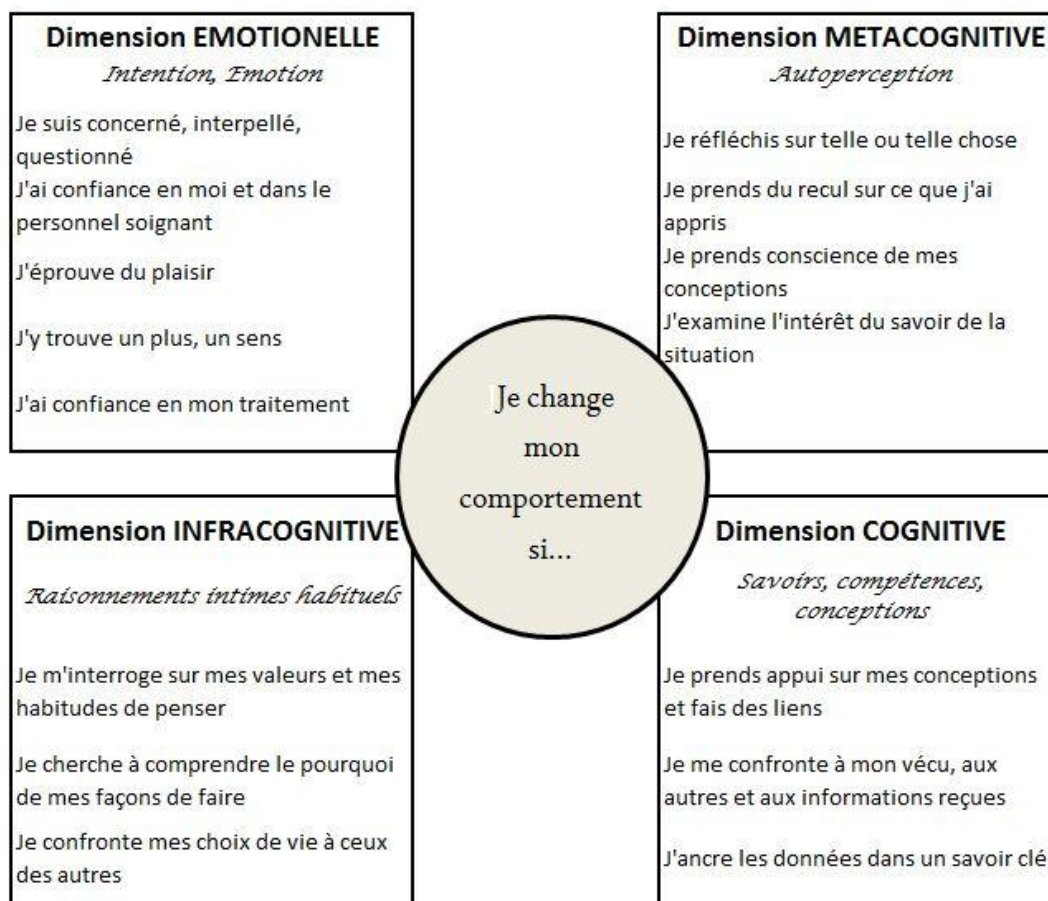 Dimension EMOTIONELLE
Intention, Emotion
Je suis concerné, interpellé,
questionné
J'ai confiance en moi et dans le
personnel soignant
J'éprouve du plaisir
J'y trouve un plus, un sens
J'ai confiance en mon traitement
Dimension METACOGNITIVE
Autoperception
Je réfléchis sur telle ou telle chose
Je prends du recul sur ce que j'ai
appris
Je prends conscience de mes
conceptions
J'examine l'intérêt du savoir de la
situation
Je change
mon
comportement
si...
Dimension INFRACOGNITIVE
Raisonnements intimes habituels
Je m'interroge sur mes valeurs et mes
habitudes de penser
Je cherche à comprendre le pourquoi
de mes façons de faire
Je confronte mes choix de vie à ceux
des autres
Dimension COGNITIVE
Savoirs, compétences,
conceptions
Je prends appui sur mes conceptions
et fais des liens
Je me confronte à mon vécu, aux
autres et aux informations reçues
J'ancre les données dans un savoir clé